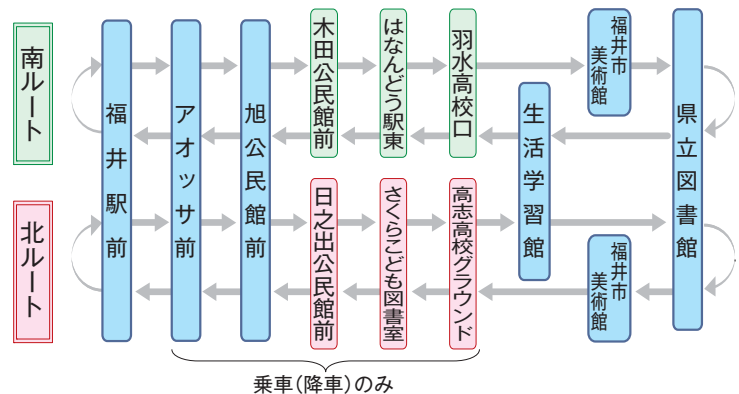 南ルート
北ルート
福井駅前
アオッサ前
旭公民館前
木田公民館前
はなんどう駅東
羽水高校口
生活学習館
福井市
美術館
県立図書館
日之出公民館前
さくらこども図書室
高志高校グラウンド
福井市
美術館
乗車(降車)のみ